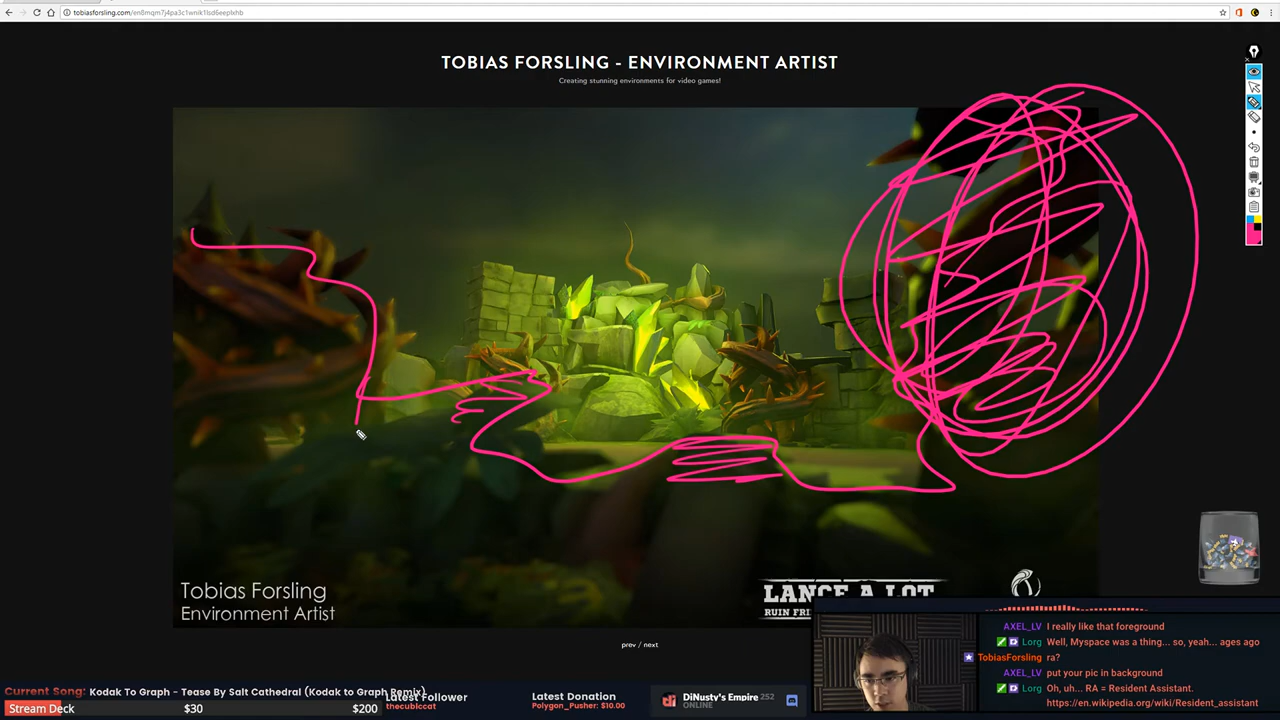 tobiasforsling.com/en8mqm7j4pa3c1wnik1lsd6eeplxhb
TOBIAS FORSLING - ENVIRONMENT ARTIST
Creating stunning environments for video games!
Tobias Forsling
Environment Artist
LANCE A LOT
prev / next
AXEL_LV I really like that foreground
Lorg Well, Myspace was a thing... so, yeah... ages ago
TobiasForsling ra?
AXEL_LV put your pic in background
Lorg Oh, uh... RA = Resident Assistant.
https://en.wikipedia.org/wiki/Resident_assistant
Current Song: Kodak To Graph - Tease By Salt Cathedral (Kodak to Graph Remix)
Stream Deck $30 $200
Latest Follower
thecubiccat
Latest Donation
Polygon_Pusher: $10.00
DiNusty's Empire 252
ONLINE